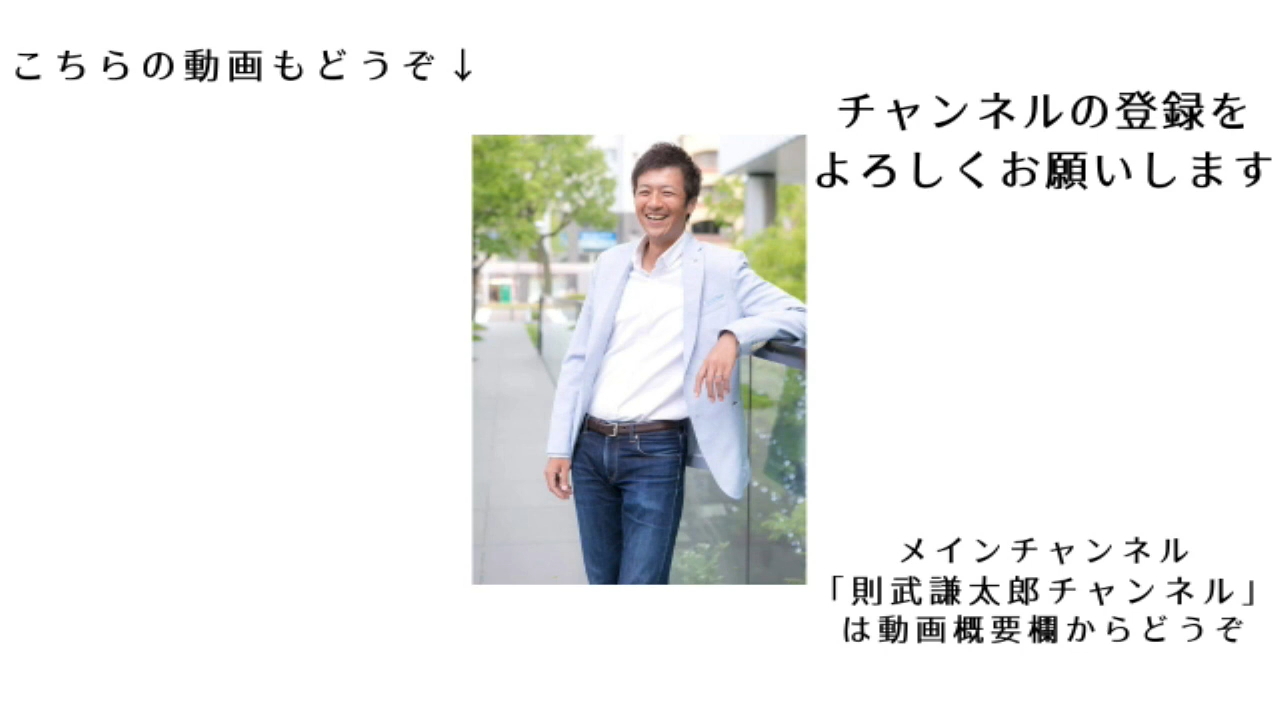 こちらの動画もどうぞ↓
チャンネルの登録を
よろしくお願いします
メインチャンネル
「則武謙太郎チャンネル」
は動画概要欄からどうぞ